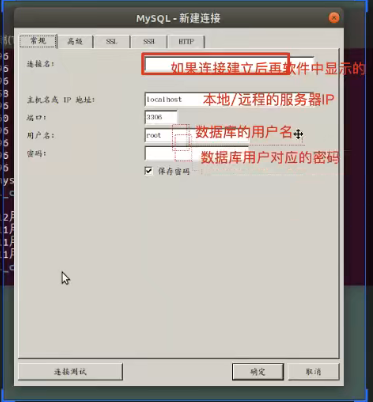 MySQL - 新建连接
常规 高级 SSL SSH HTTP
连接名: 如果连接建立后再软件中显示的
主机名或 IP 地址: localhost 本地/远程的服务器IP
端口: 3306
用户名: root 数据库的用户名
密码: 数据库用户对应的密码
保存密码
连接测试 确定 取消